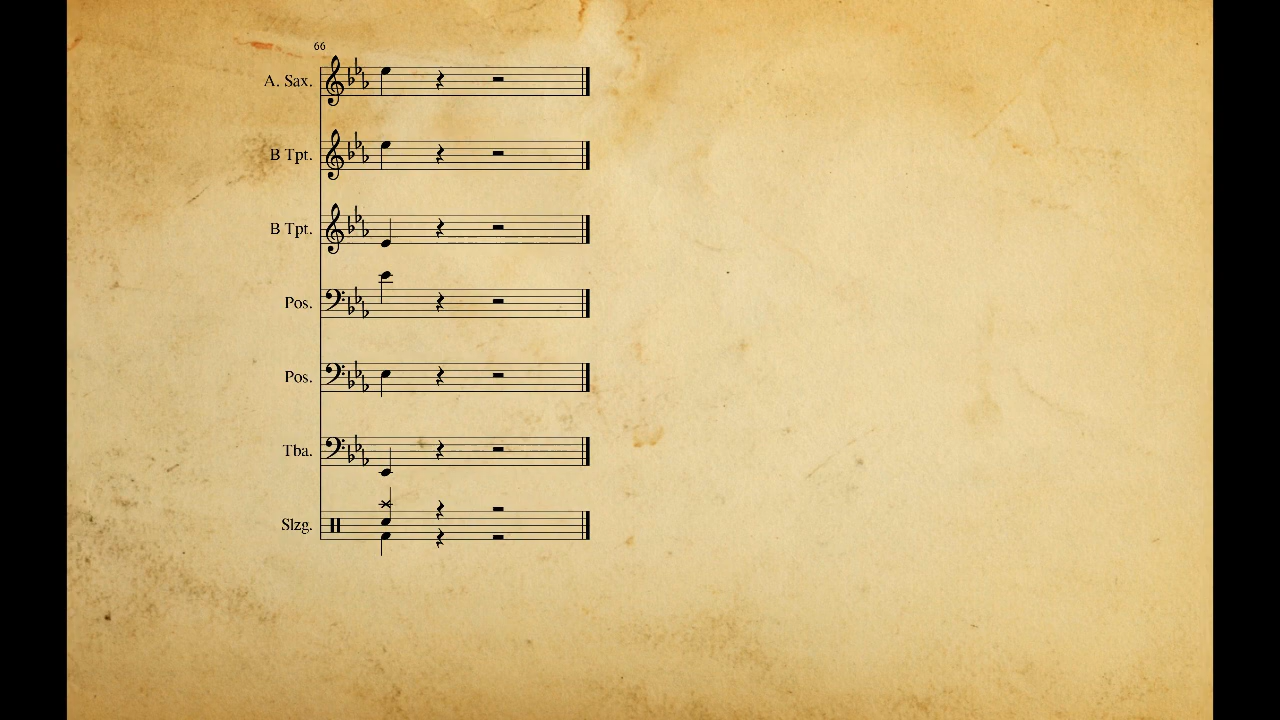 66
A. Sax.
B Tpt.
B Tpt.
Pos.
Pos.
Tba.
Slzg.